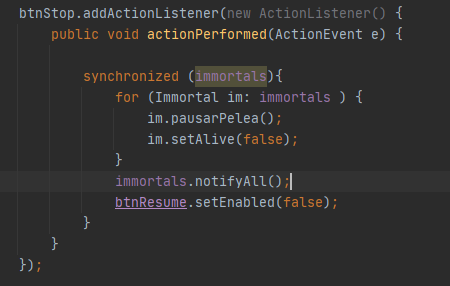 btnStop.addActionListener(new ActionListener() {
    public void actionPerformed(ActionEvent e) {

        synchronized (immortals){
            for (Immortal im: immortals ) {
                im.pausarPelea();
                im.setAlive(false);
            }
            immortals.notifyAll();
            btnResume.setEnabled(false);
        }
    }
});